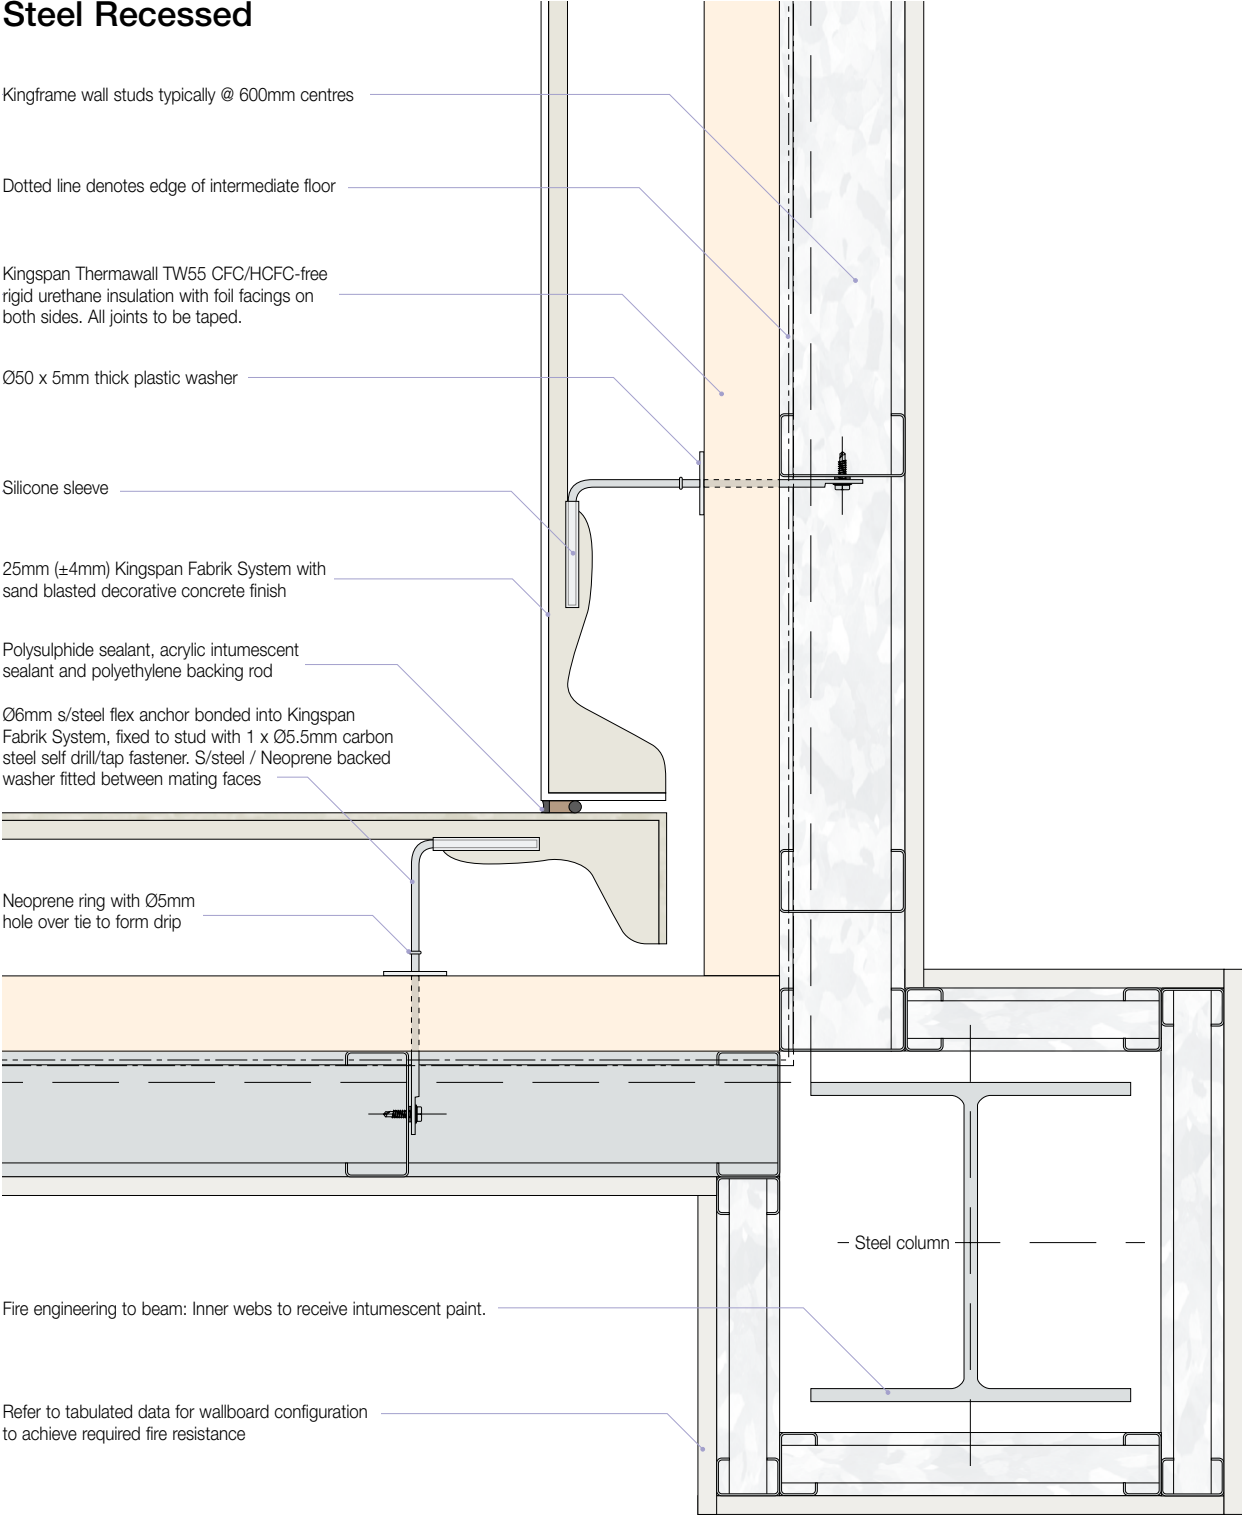 Steel Recessed
Kingframe wall studs typically @ 600mm centres
Dotted line denotes edge of intermediate floor
Kingspan Thermawall TW55 CFC/HCFC-free
rigid urethane insulation with foil facings on
both sides. All joints to be taped.
Ø50 x 5mm thick plastic washer
Silicone sleeve
25mm (±4mm) Kingspan Fabrik System with
sand blasted decorative concrete finish
Polysulphide sealant, acrylic intumescent
sealant and polyethylene backing rod
Ø6mm s/steel flex anchor bonded into Kingspan
Fabrik System, fixed to stud with 1 x Ø5.5mm carbon
steel self drill/tap fastener. S/steel / Neoprene backed
washer fitted between mating faces
Neoprene ring with Ø5mm
hole over tie to form drip
Steel column
Fire engineering to beam: Inner webs to receive intumescent paint.
Refer to tabulated data for wallboard configuration
to achieve required fire resistance